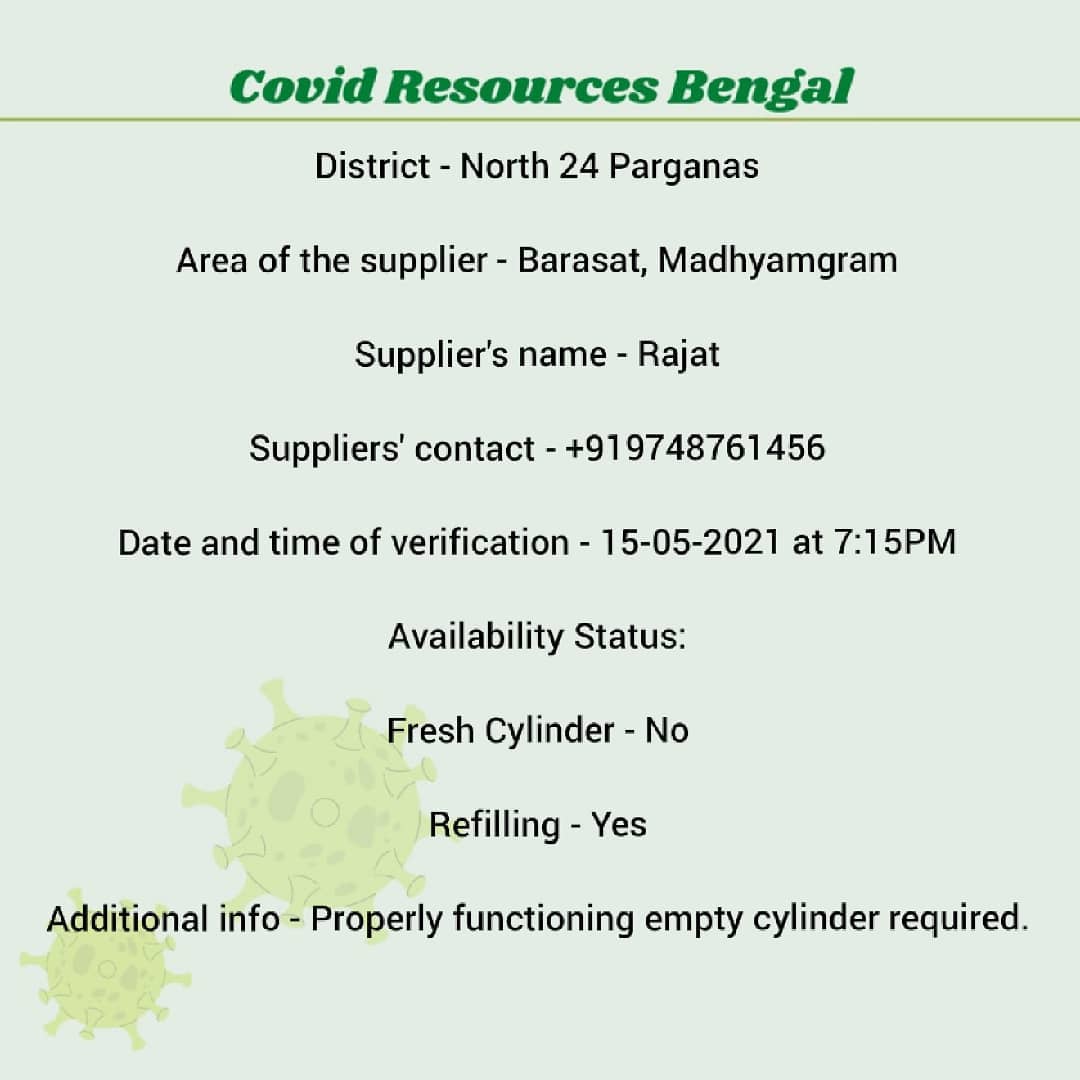 Covid Resources Bengal
District - North 24 Parganas
Area of the supplier - Barasat, Madhyamgram
Supplier's name - Rajat
Suppliers' contact - +919748761456
Date and time of verification - 15-05-2021 at 7:15PM
Availability Status:
Fresh Cylinder - No
Refilling - Yes
Additional info - Properly functioning empty cylinder required.